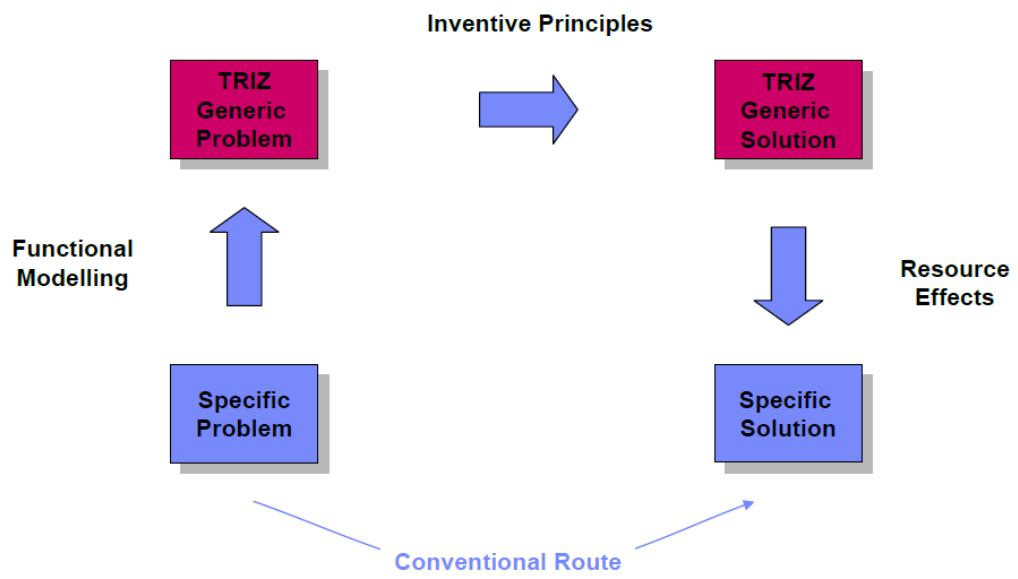 Inventive Principles
TRIZ
Generic
Problem
TRIZ
Generic
Solution
Functional
Modelling
Resource
Effects
Specific
Problem
Specific
Solution
Conventional Route